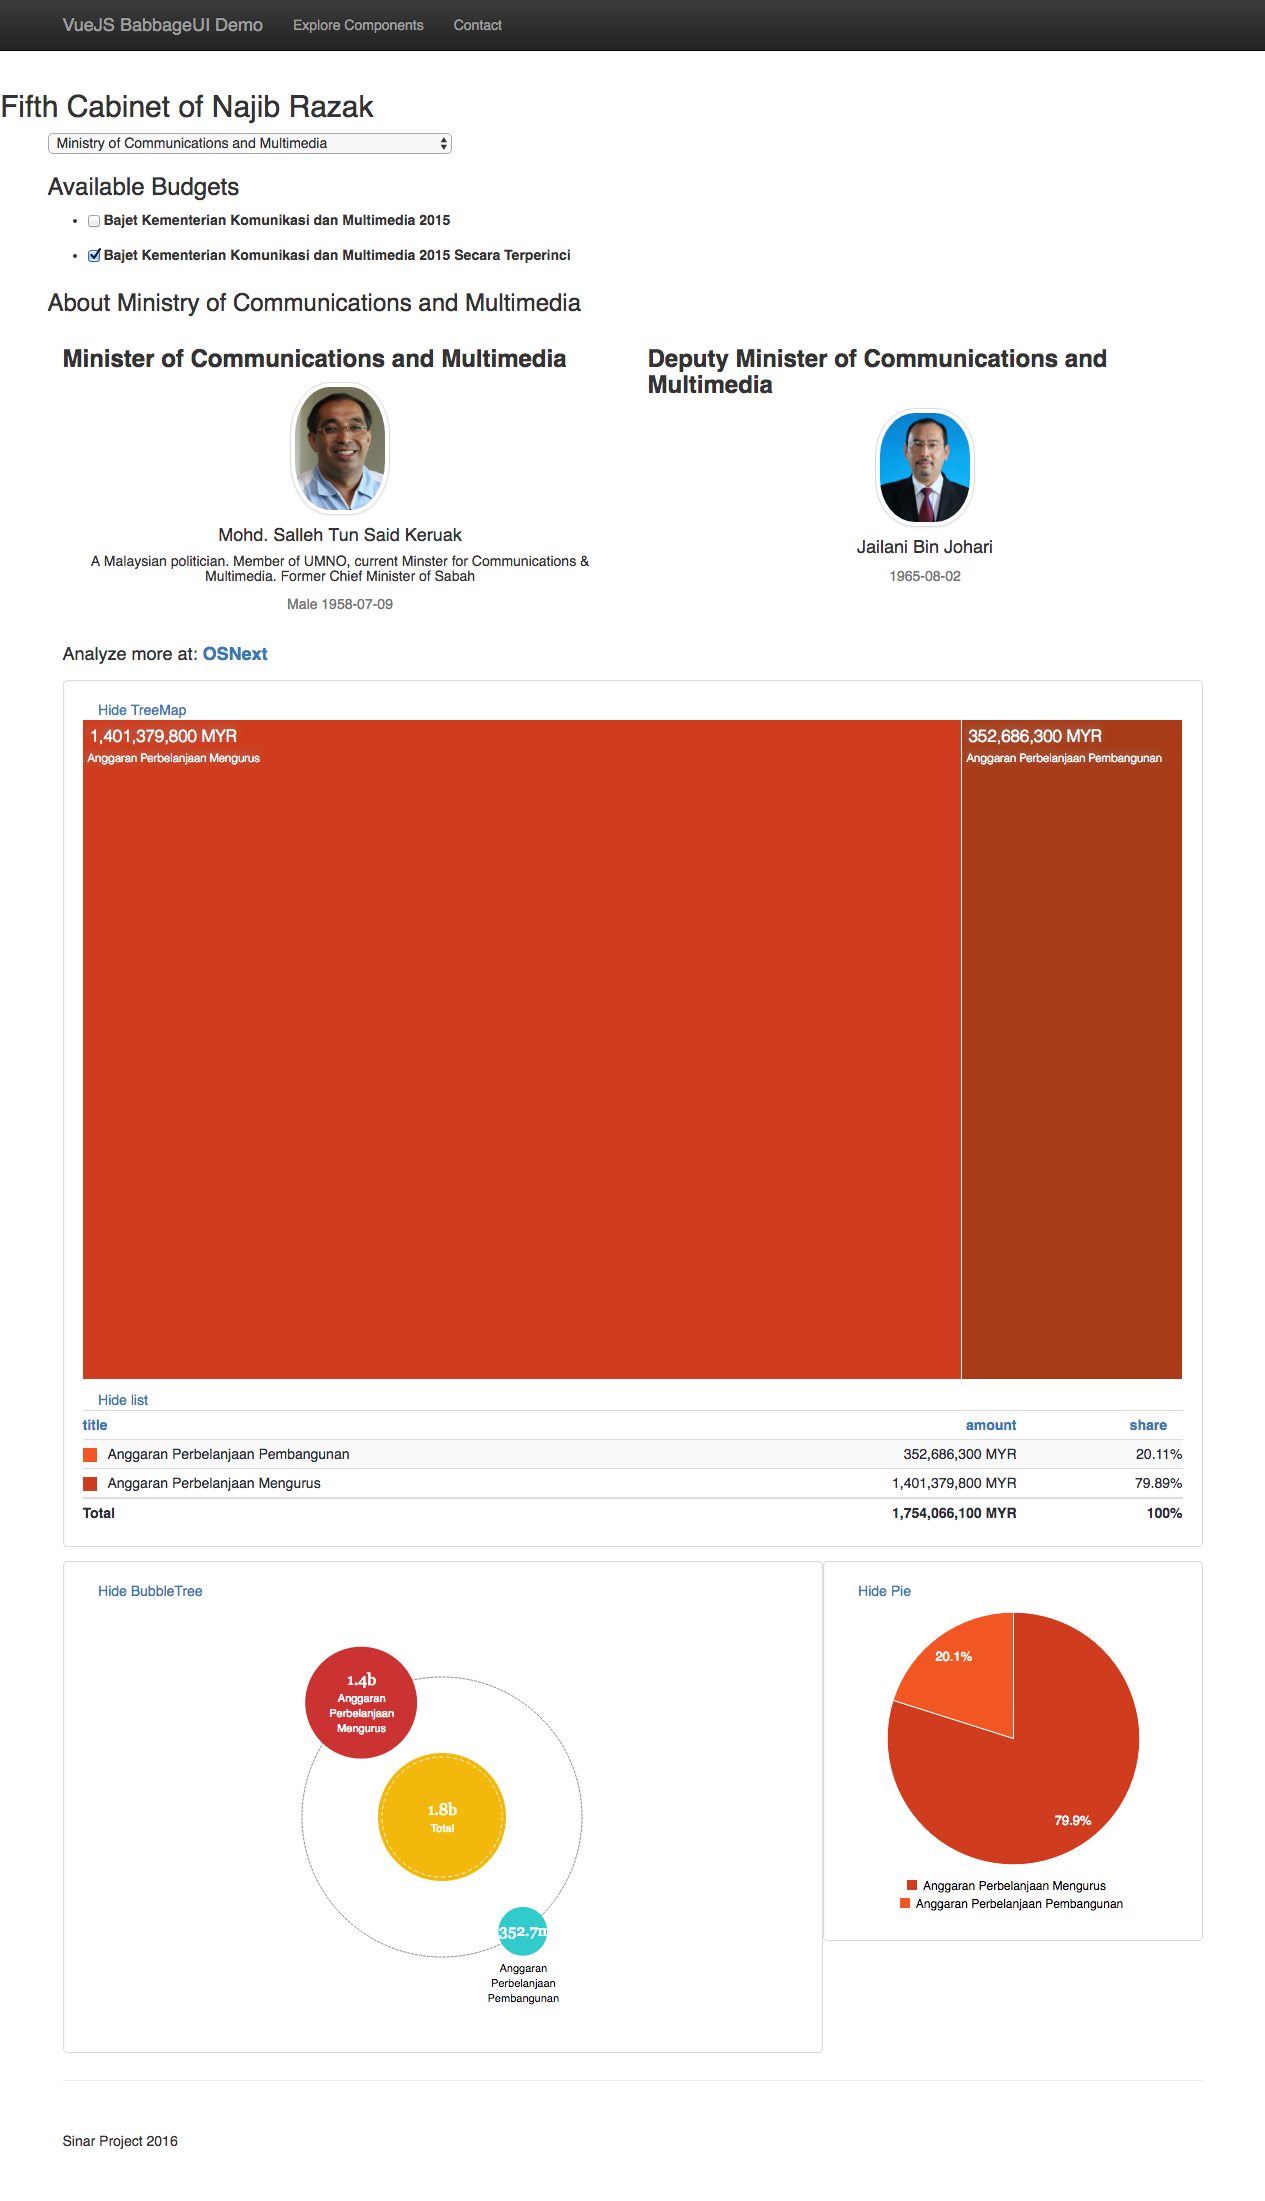 VueJS BabbageUI Demo Explore Components Contact
Fifth Cabinet of Najib Razak
Ministry of Communications and Multimedia
Available Budgets
Bajet Kementerian Komunikasi dan Multimedia 2015
Bajet Kementerian Komunikasi dan Multimedia 2015 Secara Terperinci
About Ministry of Communications and Multimedia
Minister of Communications and Multimedia
Mohd. Salleh Tun Said Keruak
A Malaysian politician. Member of UMNO, current Minster for Communications &
Multimedia. Former Chief Minister of Sabah
Male 1958-07-09
Deputy Minister of Communications and
Multimedia
Jailani Bin Johari
1965-08-02
Analyze more at: OSNext
Hide TreeMap
1,401,379,800 MYR
Anggaran Perbelanjaan Mengurus
352,686,300 MYR
Anggaran Perbelanjaan Pembangunan
Hide list
title amount share
Anggaran Perbelanjaan Pembangunan 352,686,300 MYR 20.11%
Anggaran Perbelanjaan Mengurus 1,401,379,800 MYR 79.89%
Total 1,754,066,100 MYR 100%
Hide BubbleTree
1.4b
Anggaran
Perbelanjaan
Mengurus
1.8b
Total
352.7m
Anggaran
Perbelanjaan
Pembangunan
Hide Pie
20.1%
79.9%
Anggaran Perbelanjaan Mengurus
Anggaran Perbelanjaan Pembangunan
Sinar Project 2016